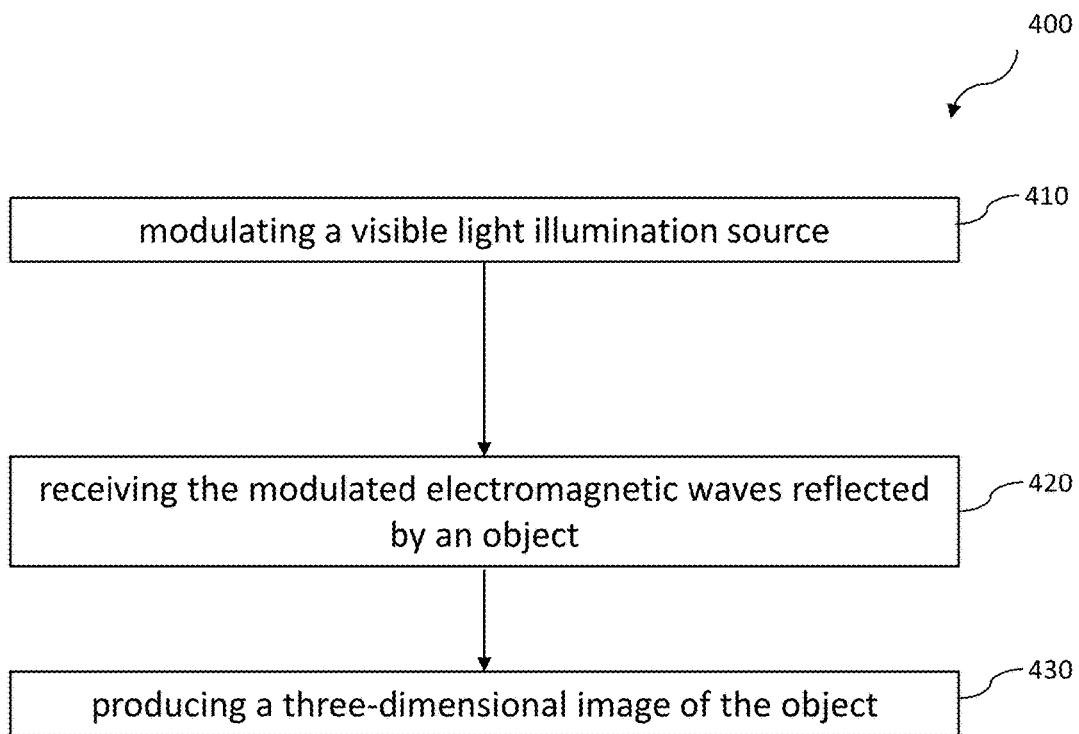 400
modulating a visible light illumination source
410
receiving the modulated electromagnetic waves reflected
by an object
420
producing a three-dimensional image of the object
430